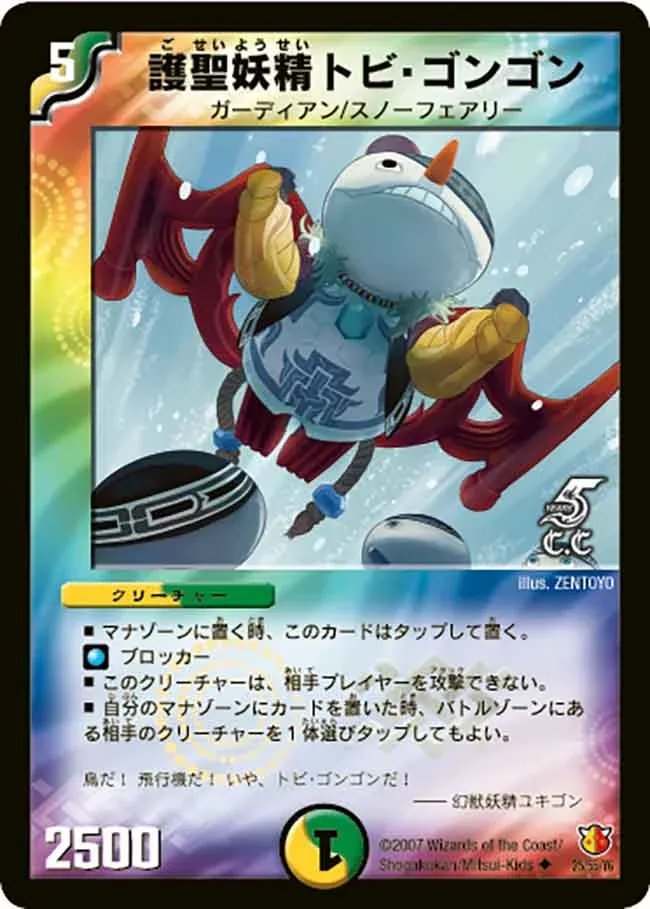 5
ごせいようせい
護聖妖精トビ・ゴンゴン
ガーディアン/スノーフェアリー
5
C.C
illus. ZENTOYO
クリーチャー
■ マナゾーンに置く時、このカードはタップして置く。
ブロッカー
■ このクリーチャーは、相手プレイヤーを攻撃できない。
■ 自分のマナゾーンにカードを置いた時、バトルゾーンにあ
る相手のクリーチャーを1体選びタップしてもよい。
鳥だ! 飛行機だ! いや、トビ・ゴンゴンだ!
—— 幻獣妖精ユキゴン
2500
1
©2007 Wizards of the Coast/
Shogakukan/Mitsui-Kids ◆
25/55/Y6